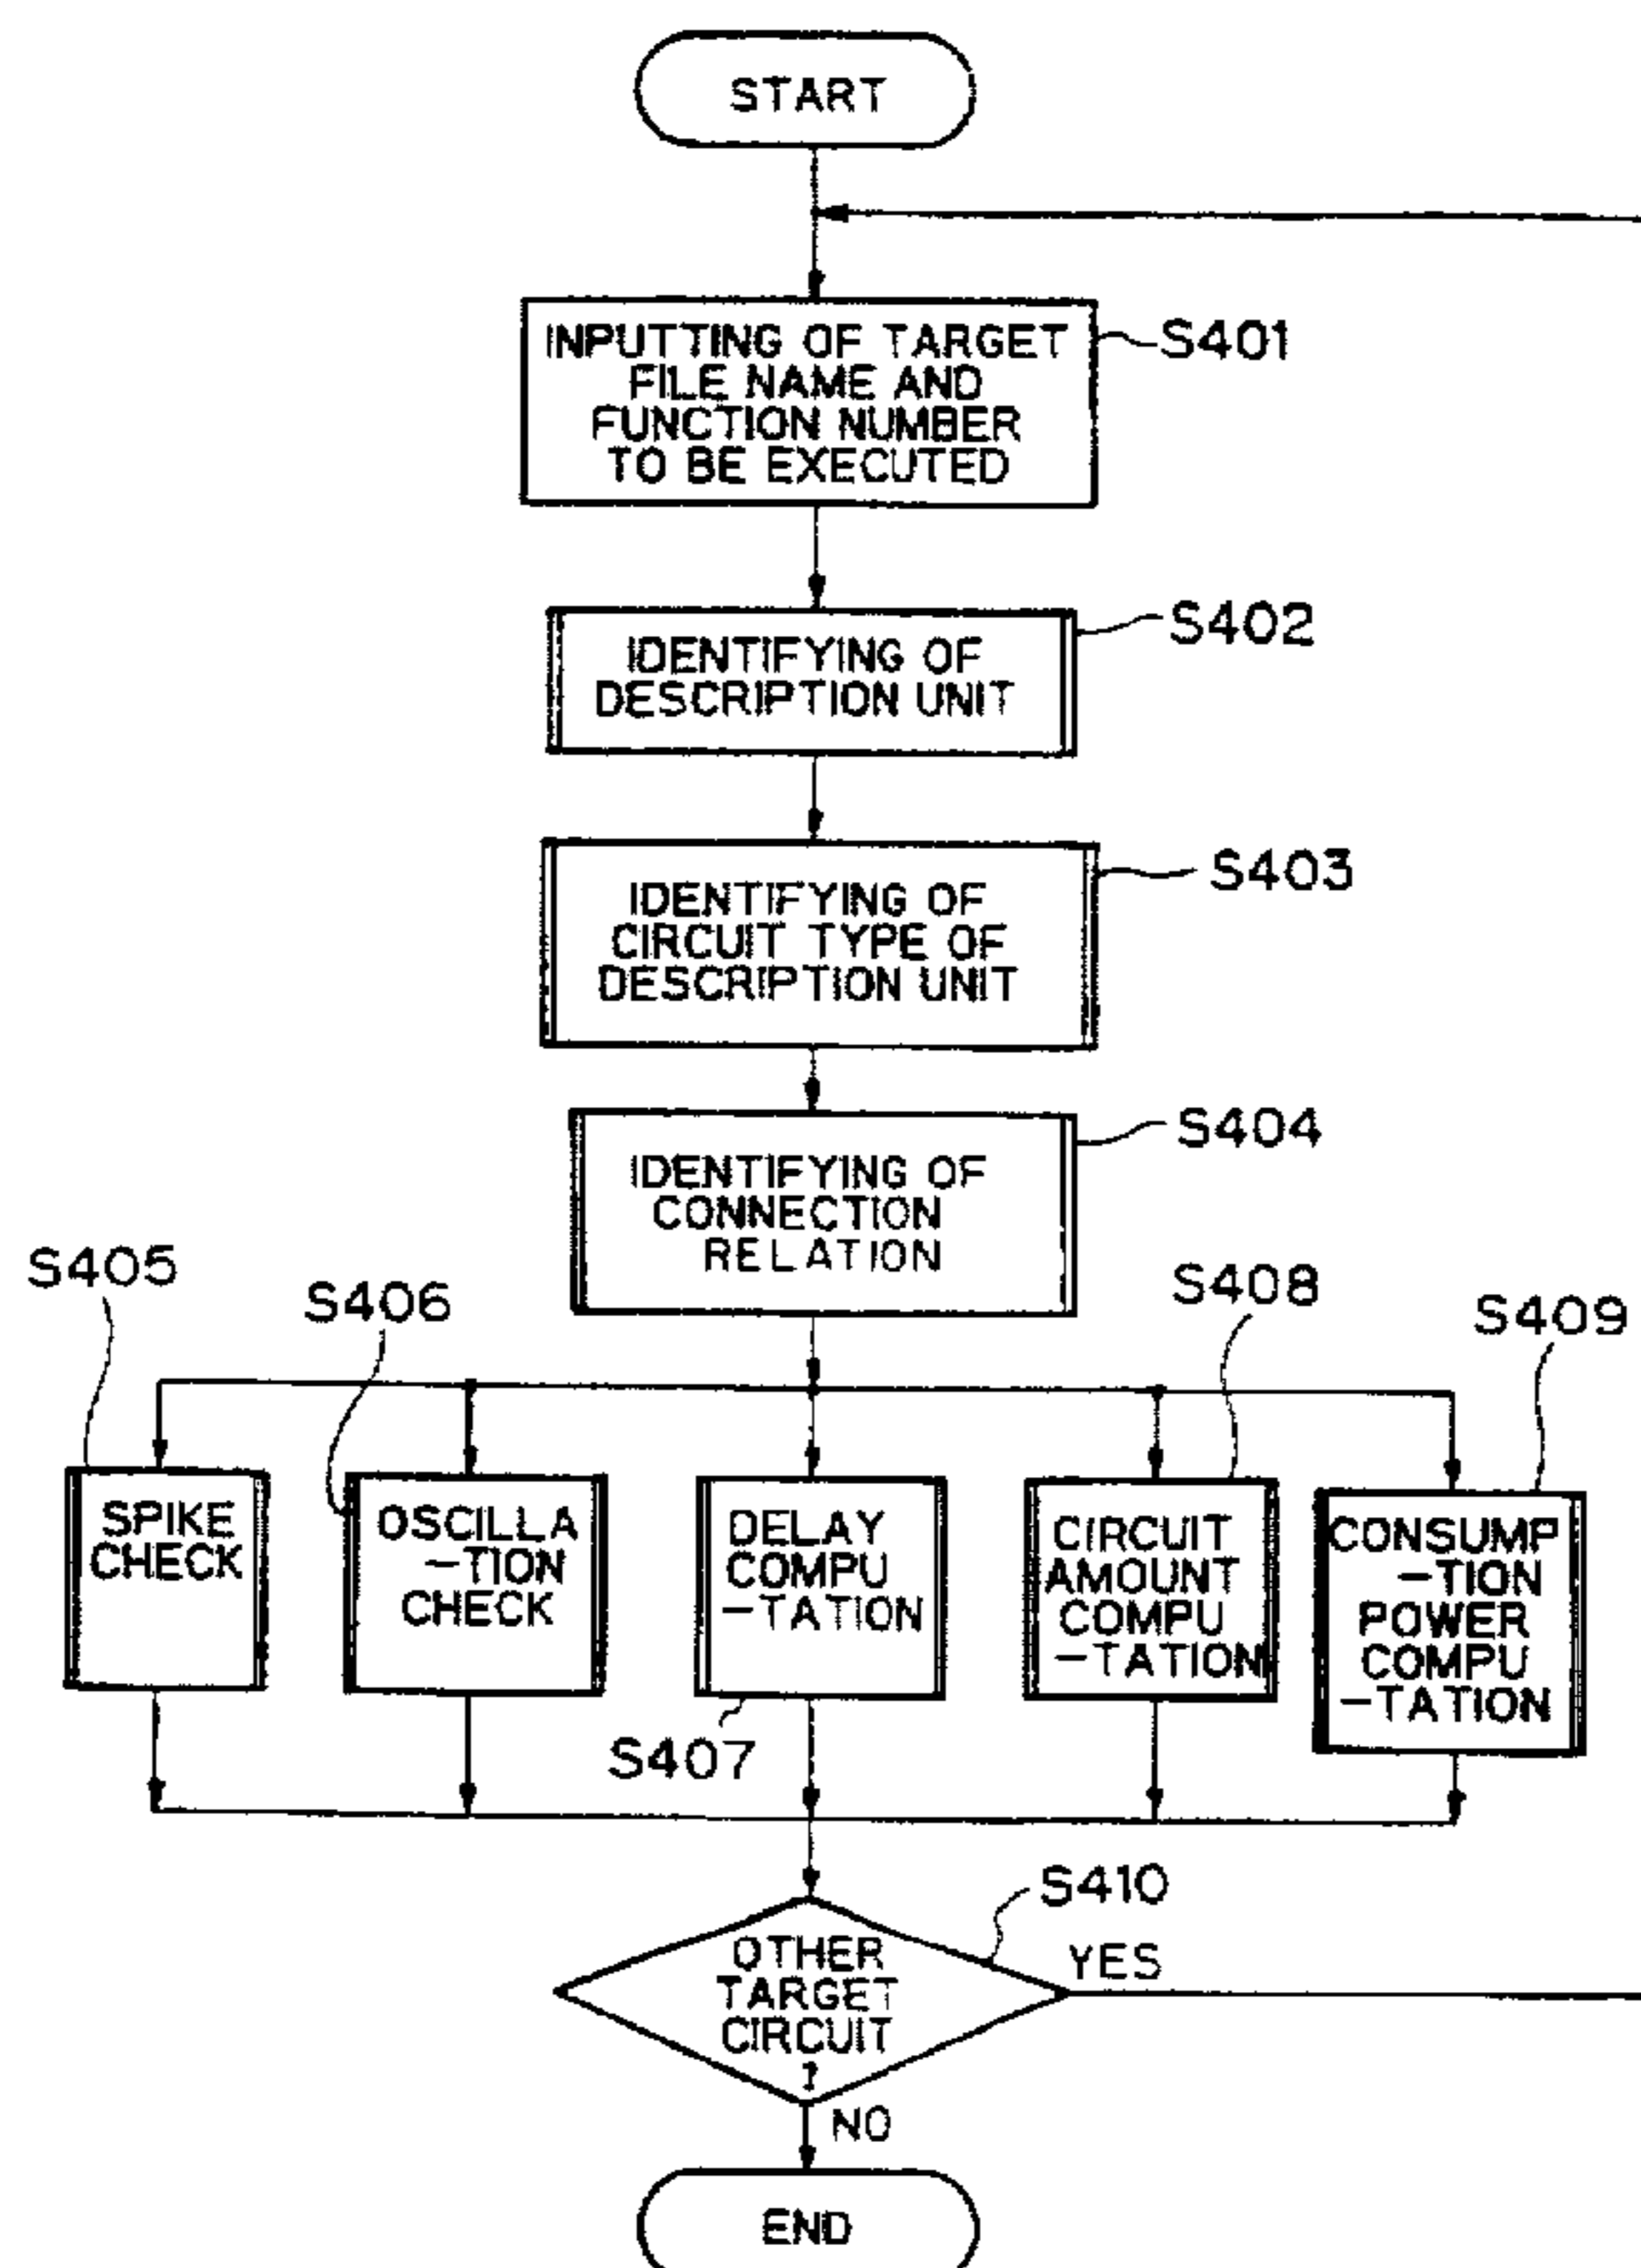 START
INPUTTING OF TARGET
FILE NAME AND
FUNCTION NUMBER
TO BE EXECUTED
S401
IDENTIFYING OF
DESCRIPTION UNIT
S402
IDENTIFYING OF
CIRCUIT TYPE OF
DESCRIPTION UNIT
S403
IDENTIFYING OF
CONNECTION
RELATION
S404
S405
SPIKE
CHECK
S406
OSCILLA
-TION
CHECK
DELAY
COMPU
-TATION
S407
S408
CIRCUIT
AMOUNT
COMPU
-TATION
S409
CONSUMP
-TION
POWER
COMPU
-TATION
S410
OTHER
TARGET
CIRCUIT
?
YES
NO
END